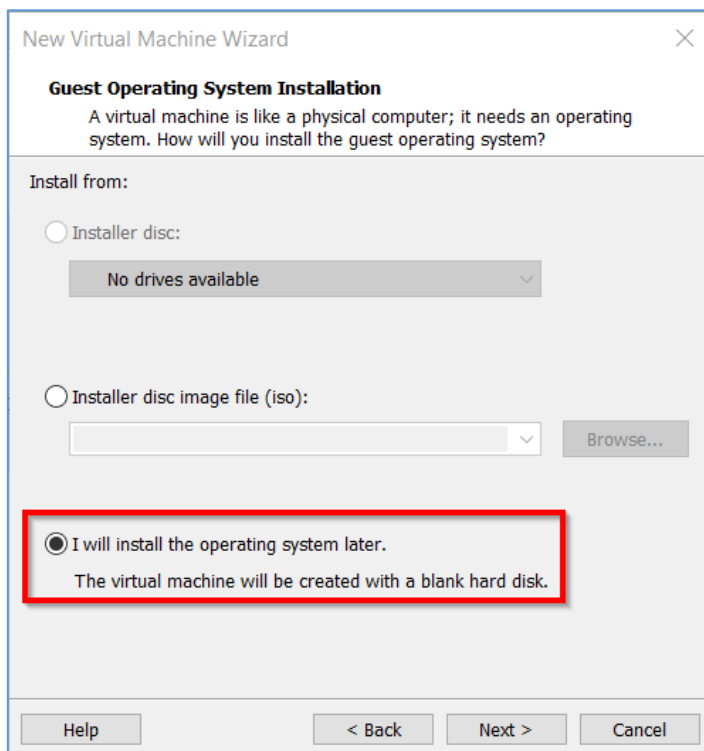 New Virtual Machine Wizard
Guest Operating System Installation
A virtual machine is like a physical computer; it needs an operating
system. How will you install the guest operating system?
Install from:
Installer disc:
No drives available
Installer disc image file (iso):
Browse...
I will install the operating system later.
The virtual machine will be created with a blank hard disk.
Help
< Back
Next >
Cancel